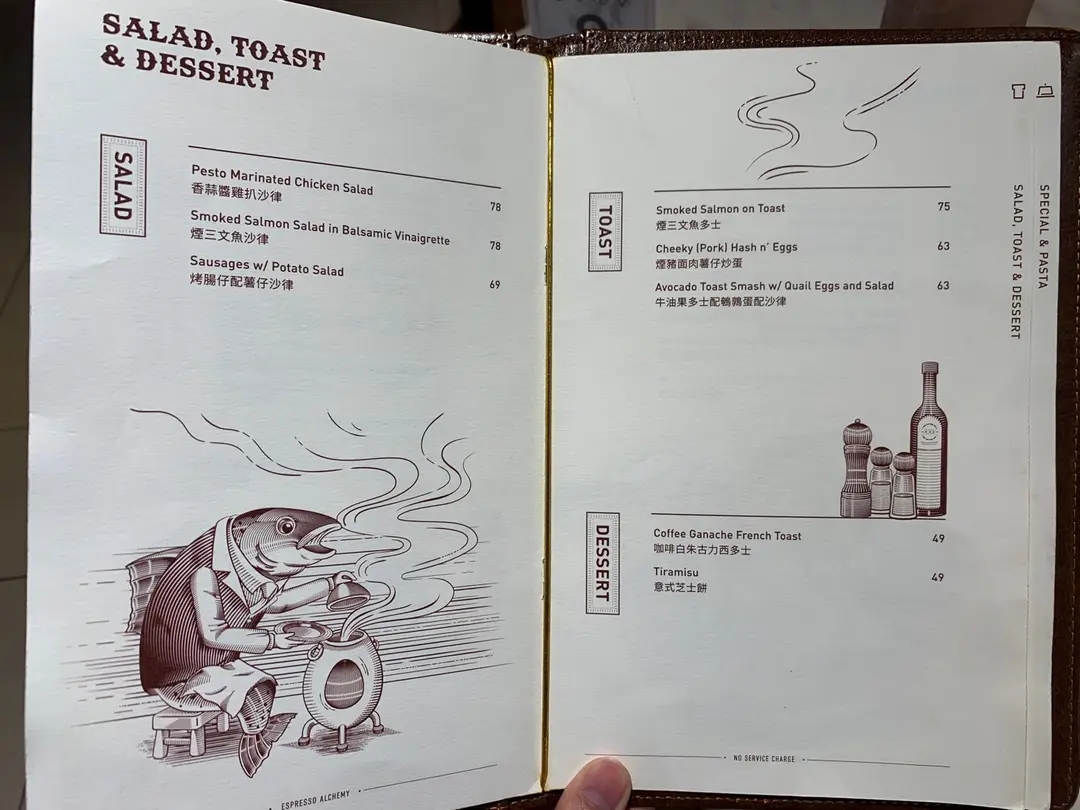 SALAD, TOAST
& DESSERT
SALAD
Pesto Marinated Chicken Salad 78
香蒜醬雞扒沙律
Smoked Salmon Salad in Balsamic Vinaigrette 78
煙三文魚沙律
Sausages w/ Potato Salad 69
烤腸仔配薯仔沙律
ESPRESSO ALCHEMY
TOAST
Smoked Salmon on Toast 75
煙三文魚多士
Cheeky (Pork) Hash n' Eggs 63
煙豬面肉薯仔炒蛋
Avocado Toast Smash w/ Quail Eggs and Salad 63
牛油果多士配鵪鶉蛋配沙律
DESSERT
Coffee Ganache French Toast 49
咖啡白朱古力西多士
Tiramisu 49
意式芝士餅
NO SERVICE CHARGE
SPECIAL & PASTA
SALAD, TOAST & DESSERT